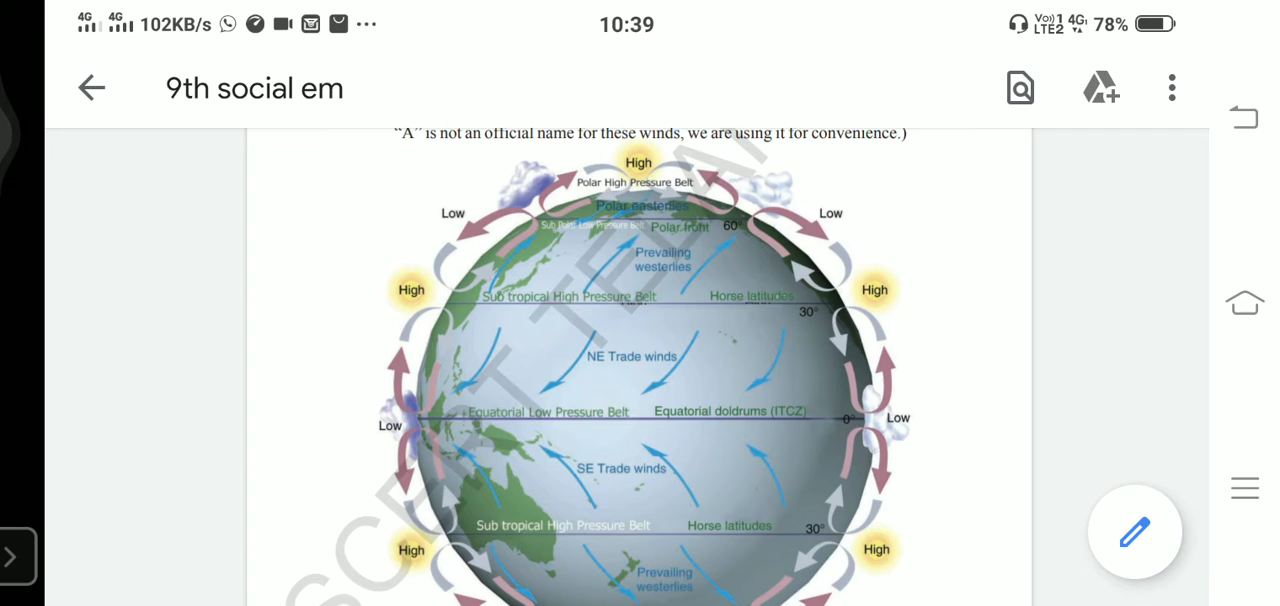 4G 4G 102KB/s
10:39
Vo))1 4G
LTE2
78%
9th social em
"A" is not an official name for these winds, we are using it for convenience.)
High
Polar High Pressure Belt
Polar easterlies
Low
Low
Sub Polar Low Pressure Belt Polar front 60°
Prevailing
westerlies
High
High
Sub tropical High Pressure Belt Horse latitudes
30°
NE Trade winds
Equatorial Low Pressure Belt Equatorial doldrums (ITCZ)
0°
Low
Low
SE Trade winds
Sub tropical High Pressure Belt Horse latitudes 30°
High
High
Prevailing
westerlies